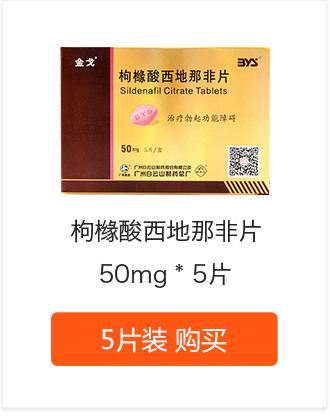 金戈
BYS
枸橼酸西地那非片
Sildenafil Citrate Tablets
BYS
治疗勃起功能障碍
50mg 5片/盒
广州白云山制药股份有限公司
广州白云山制药总厂
枸橼酸西地那非片
50mg * 5片
5片装 购买